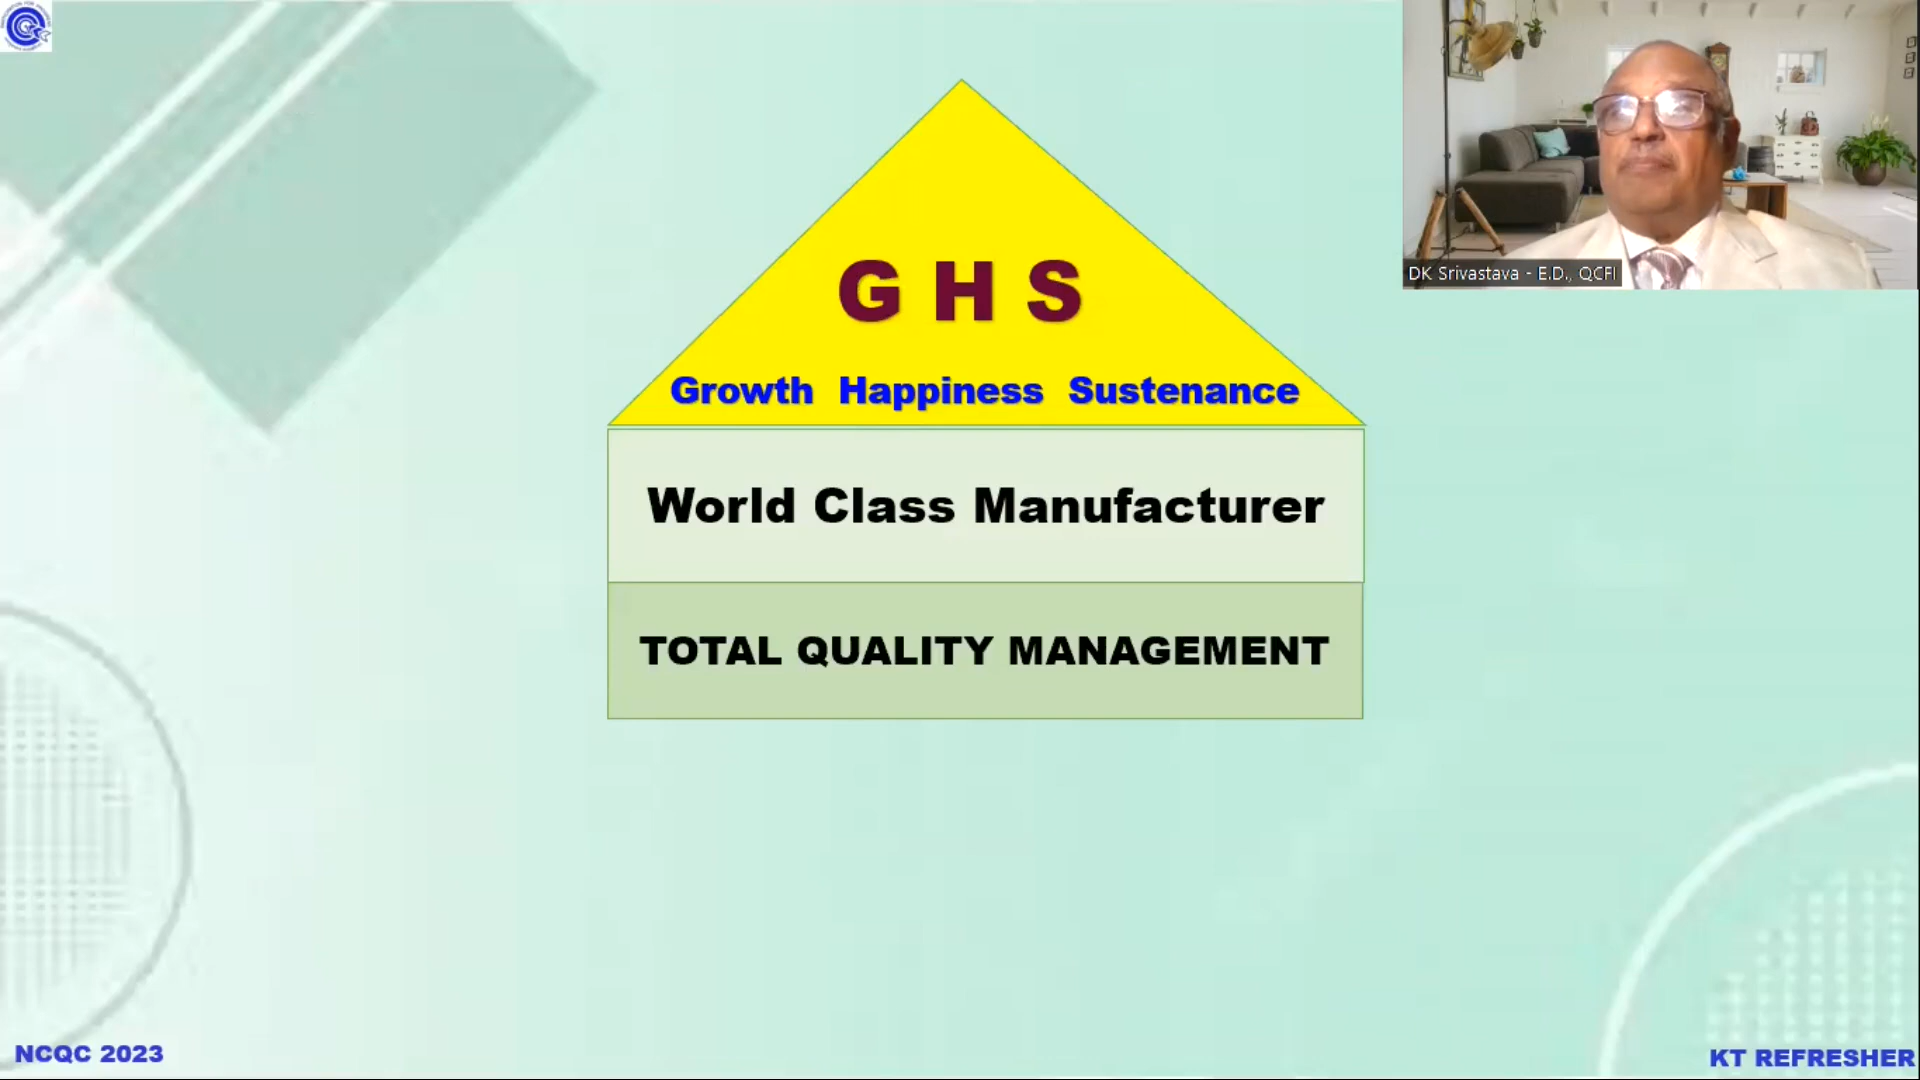 G H S
Growth Happiness Sustenance
World Class Manufacturer
TOTAL QUALITY MANAGEMENT
DK Srivastava - E.D., QCFI
NCQC 2023
KT REFRESHER